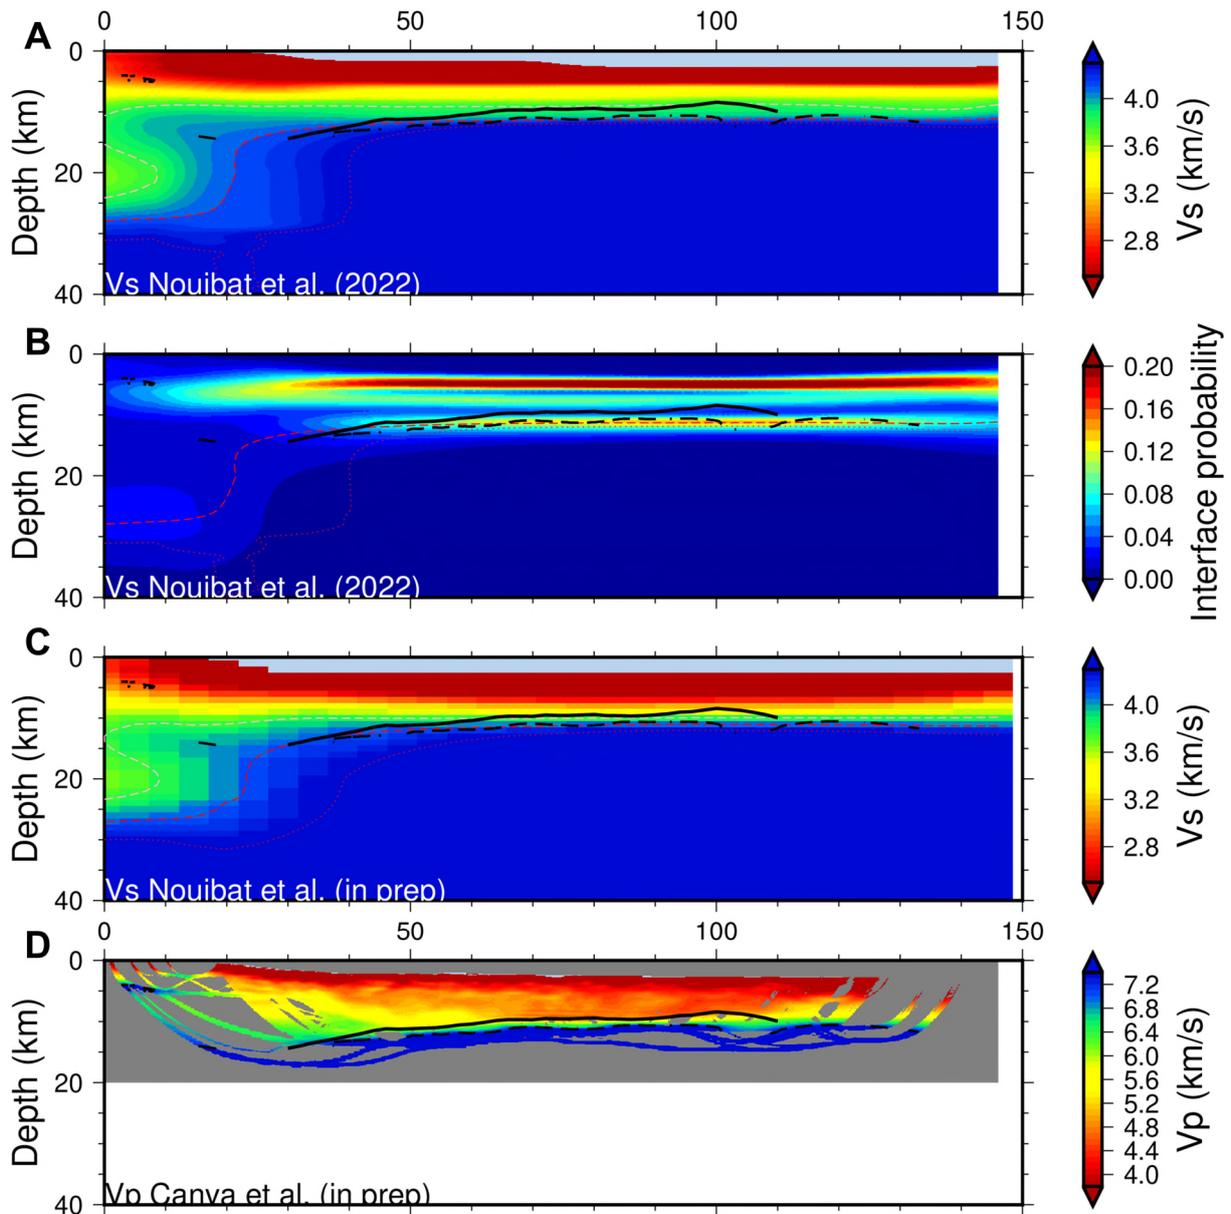 0 50 100 150
A
0
20
40
Depth (km)
Vs Nouibat et al. (2022)
4.0
3.6
3.2
2.8
Vs (km/s)
B
0
20
40
Depth (km)
Vs Nouibat et al. (2022)
0.20
0.16
0.12
0.08
0.04
0.00
Interface probability
C
0
20
40
Depth (km)
Vs Nouibat et al. (in prep)
4.0
3.6
3.2
2.8
Vs (km/s)
0 50 100 150
D
0
20
40
Depth (km)
Vp Canva et al. (in prep)
7.2
6.8
6.4
6.0
5.6
5.2
4.8
4.4
4.0
Vp (km/s)